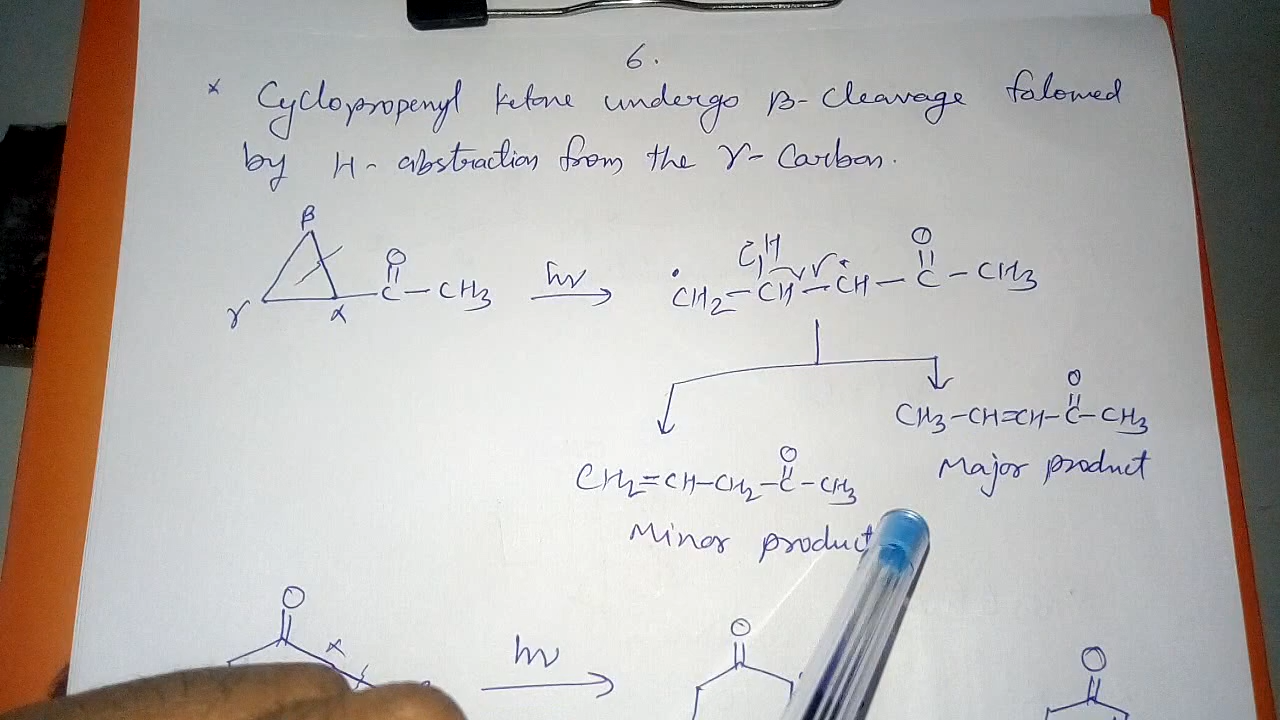 6.
* Cyclopropenyl ketone undergo β-cleavage folowed
by H-abstraction from the γ-Carbon.
β
γ
α
O
C-CH3
hν
H
CH2-CH-CH-C-CH3
O
CH3-CH=CH-C-CH3
O
Major product
CH2=CH-CH2-C-CH3
O
Minor product
O
hν
O
O